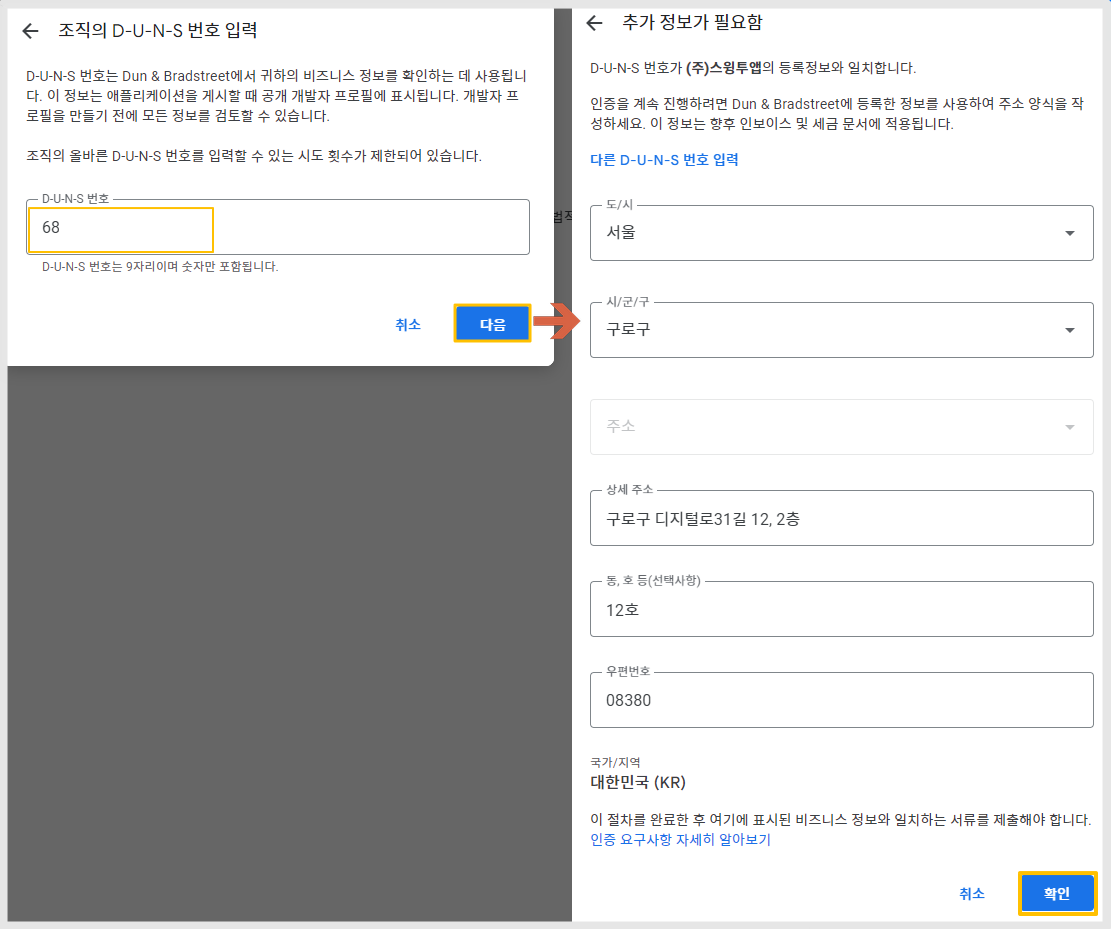 조직의 D-U-N-S 번호 입력
D-U-N-S 번호는 Dun & Bradstreet에서 귀하의 비즈니스 정보를 확인하는 데 사용됩니
다. 이 정보는 애플리케이션을 게시할 때 공개 개발자 프로필에 표시됩니다. 개발자 프
로필을 만들기 전에 모든 정보를 검토할 수 있습니다.
조직의 올바른 D-U-N-S 번호를 입력할 수 있는 시도 횟수가 제한되어 있습니다.
D-U-N-S 번호
68
D-U-N-S 번호는 9자리이며 숫자만 포함됩니다.
취소
다음
추가 정보가 필요함
D-U-N-S 번호가 (주)스윙투앱의 등록정보와 일치합니다.
인증을 계속 진행하려면 Dun & Bradstreet에 등록한 정보를 사용하여 주소 양식을 작
성하세요. 이 정보는 향후 인보이스 및 세금 문서에 적용됩니다.
다른 D-U-N-S 번호 입력
도/시
서울
시/군/구
구로구
주소
상세 주소
구로구 디지털로31길 12, 2층
동, 호 등(선택사항)
12호
우편번호
08380
국가/지역
대한민국 (KR)
이 절차를 완료한 후 여기에 표시된 비즈니스 정보와 일치하는 서류를 제출해야 합니다.
인증 요구사항 자세히 알아보기
취소
확인